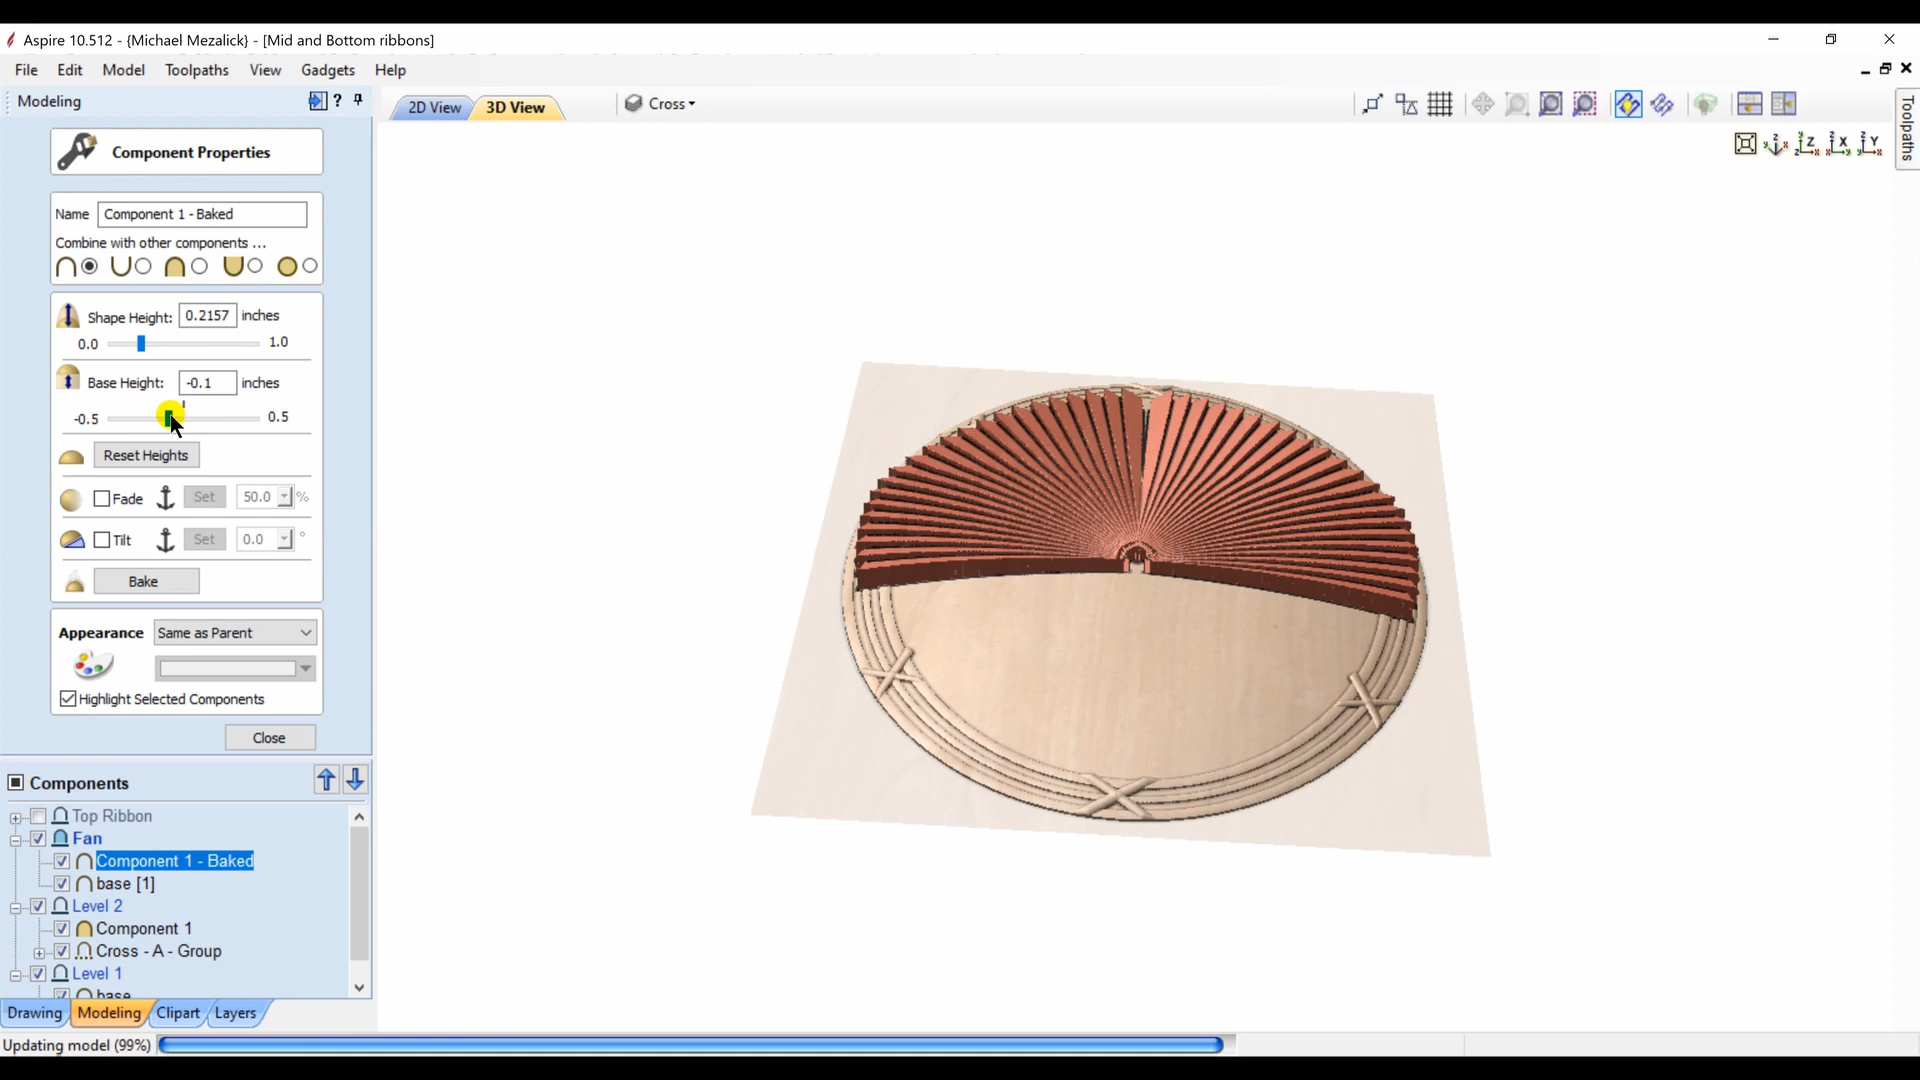 Aspire 10.512 - {Michael Mezalick} - [Mid and Bottom ribbons]
File Edit Model Toolpaths View Gadgets Help
Modeling
?
2D View 3D View Cross
Toolpaths
Component Properties
Name Component 1 - Baked
Combine with other components ...
Shape Height: 0.2157 inches
0.0 1.0
Base Height: -0.1 inches
-0.5 0.5
Reset Heights
Fade Set 50.0 %
Tilt Set 0.0 °
Bake
Appearance Same as Parent
Highlight Selected Components
Close
Components
Top Ribbon
Fan
Component 1 - Baked
base [1]
Level 2
Component 1
Cross - A - Group
Level 1
base
Drawing Modeling Clipart Layers
Updating model (99%)